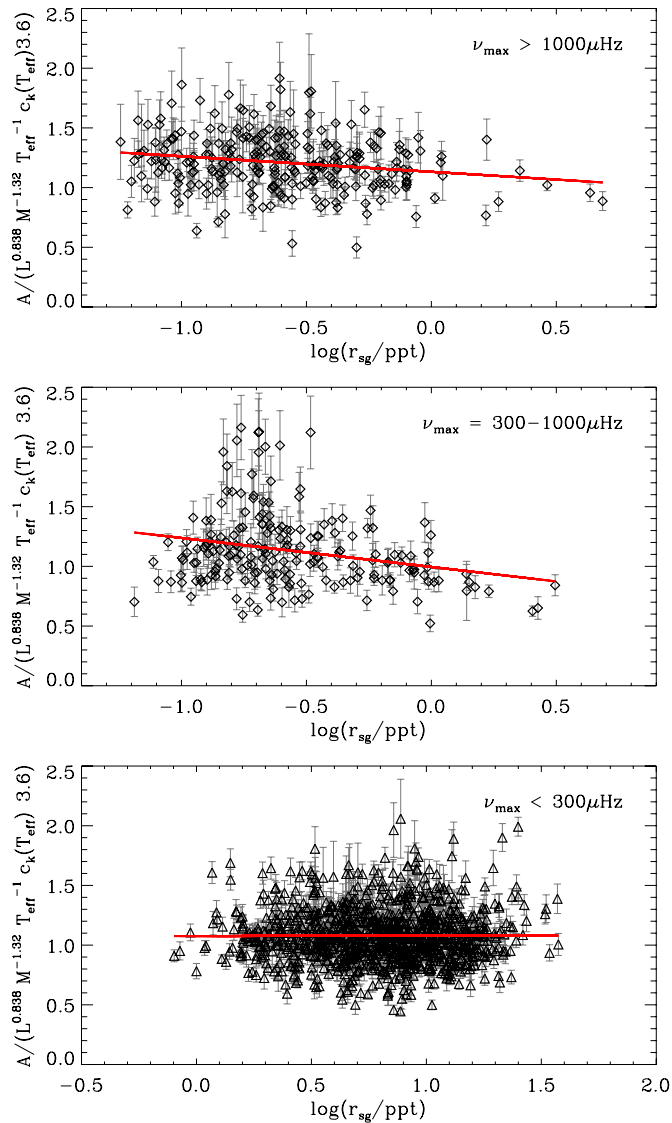 2.5
2.0
1.5
1.0
0.5
0.0
A/(L^0.838 M^-1.32 T_eff^-1 c_k(T_eff)3.6)
ν_max > 1000μHz
-1.0 -0.5 0.0 0.5
log(r_sg/ppt)
2.5
2.0
1.5
1.0
0.5
0.0
A/(L^0.838 M^-1.32 T_eff^-1 c_k(T_eff) 3.6)
ν_max = 300-1000μHz
-1.0 -0.5 0.0 0.5
log(r_sg/ppt)
2.5
2.0
1.5
1.0
0.5
0.0
A/(L^0.838 M^-1.32 T_eff^-1 c_k(T_eff) 3.6)
ν_max < 300μHz
-0.5 0.0 0.5 1.0 1.5 2.0
log(r_sg/ppt)